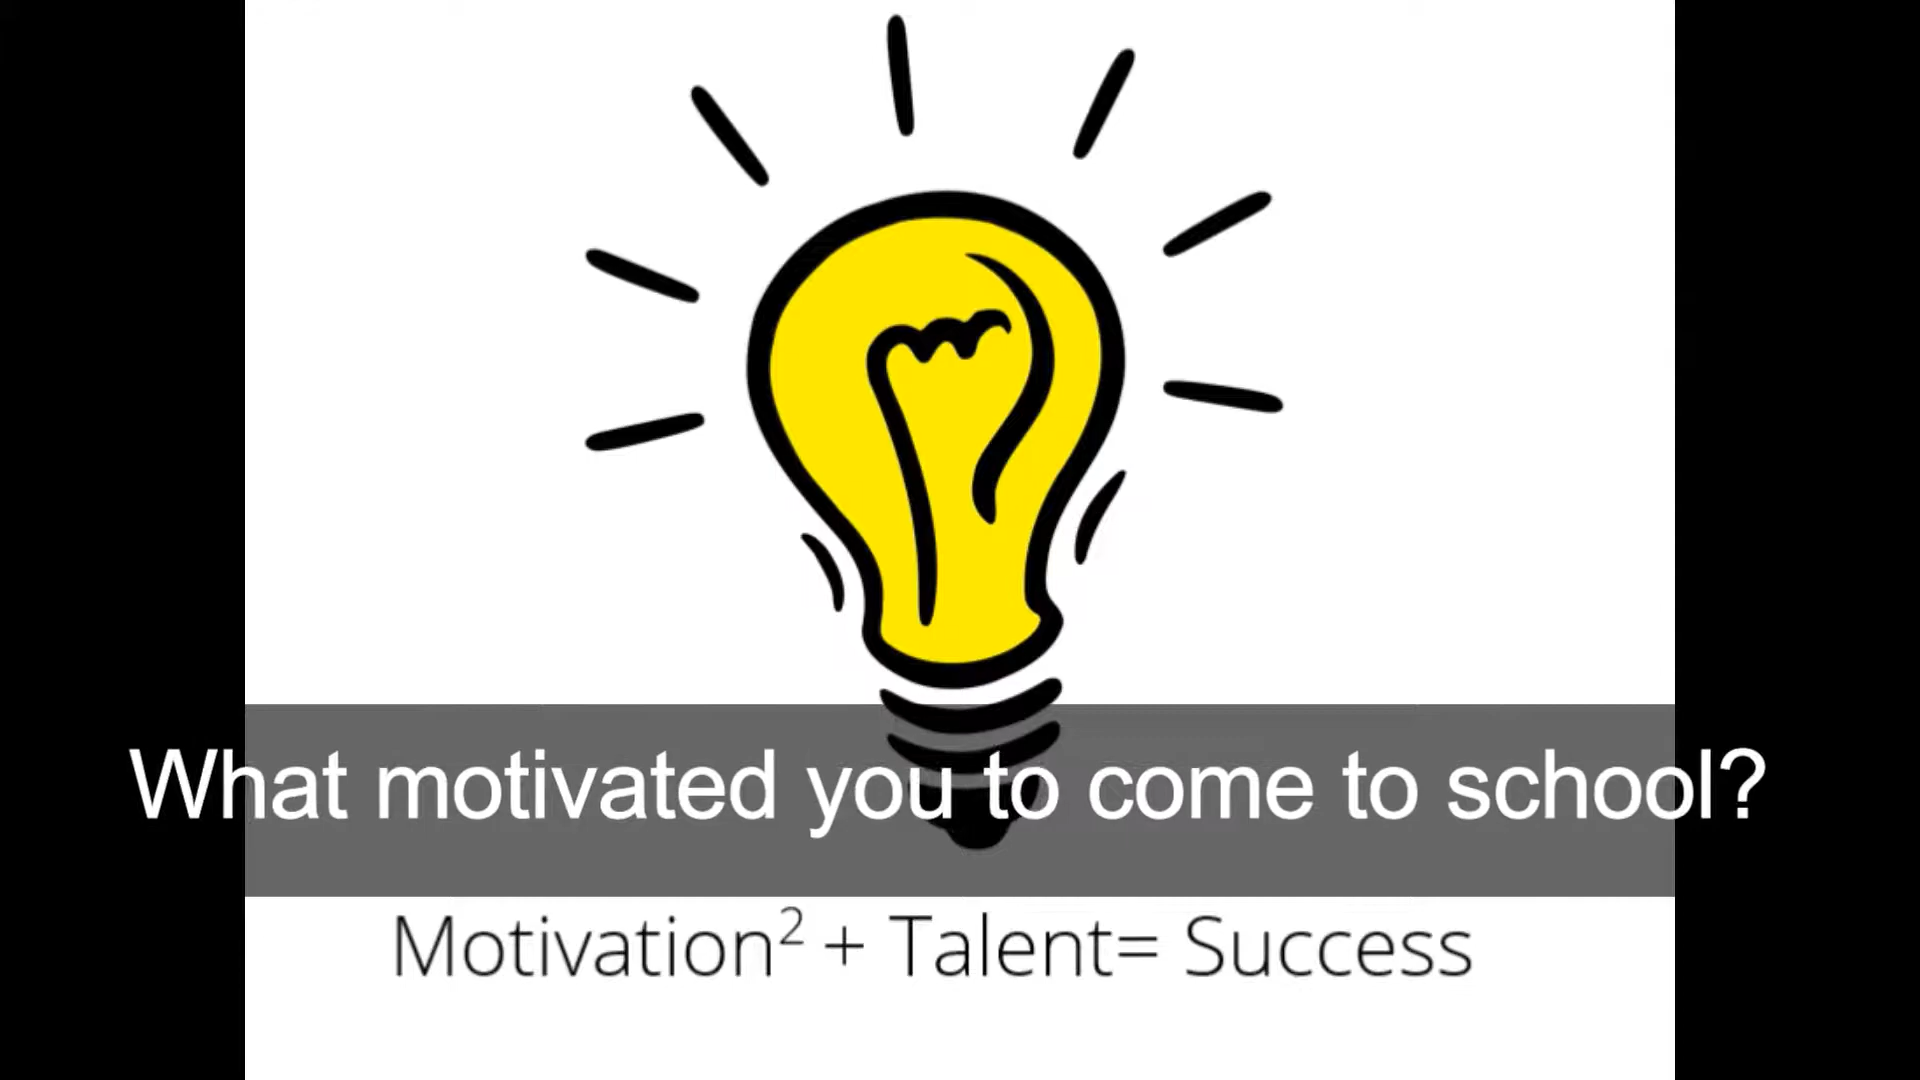 What motivated you to come to school?
Motivation² + Talent= Success